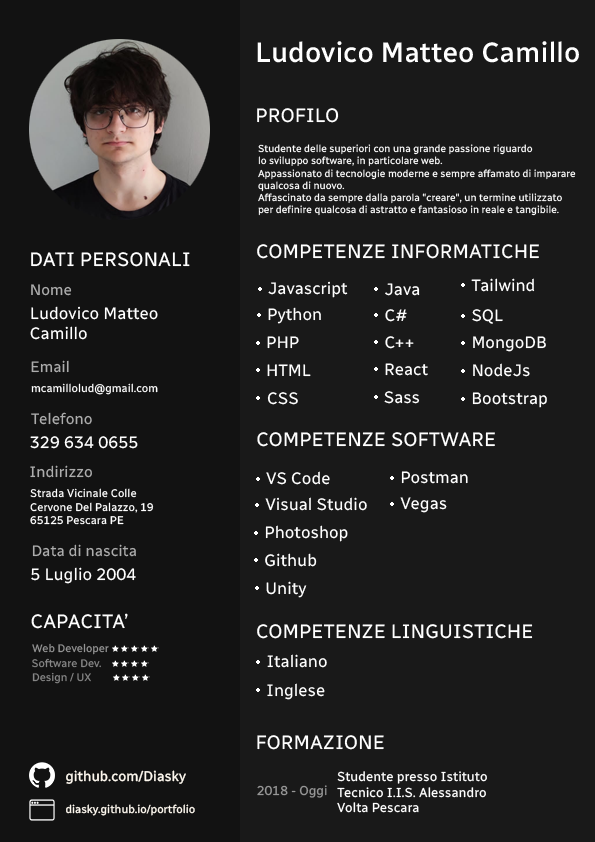 Ludovico Matteo Camillo
DATI PERSONALI
Nome
Ludovico Matteo
Camillo
Email
mcamillolud@gmail.com
Telefono
329 634 0655
Indirizzo
Strada Vicinale Colle
Cervone Del Palazzo, 19
65125 Pescara PE
Data di nascita
5 Luglio 2004
CAPACITA’
Web Developer ★★★★★
Software Dev. ★★★★
Design / UX ★★★★
github.com/Diasky
diasky.github.io/portfolio
PROFILO
Studente delle superiori con una grande passione riguardo
lo sviluppo software, in particolare web.
Appassionato di tecnologie moderne e sempre affamato di imparare
qualcosa di nuovo.
Affascinato da sempre dalla parola "creare", un termine utilizzato
per definire qualcosa di astratto e fantasioso in reale e tangibile.
COMPETENZE INFORMATICHE
• Javascript
• Python
• PHP
• HTML
• CSS
• Java
• C#
• C++
• React
• Sass
• Tailwind
• SQL
• MongoDB
• NodeJs
• Bootstrap
COMPETENZE SOFTWARE
• VS Code
• Visual Studio
• Photoshop
• Github
• Unity
• Postman
• Vegas
COMPETENZE LINGUISTICHE
• Italiano
• Inglese
FORMAZIONE
2018 - Oggi
Studente presso Istituto
Tecnico I.I.S. Alessandro
Volta Pescara